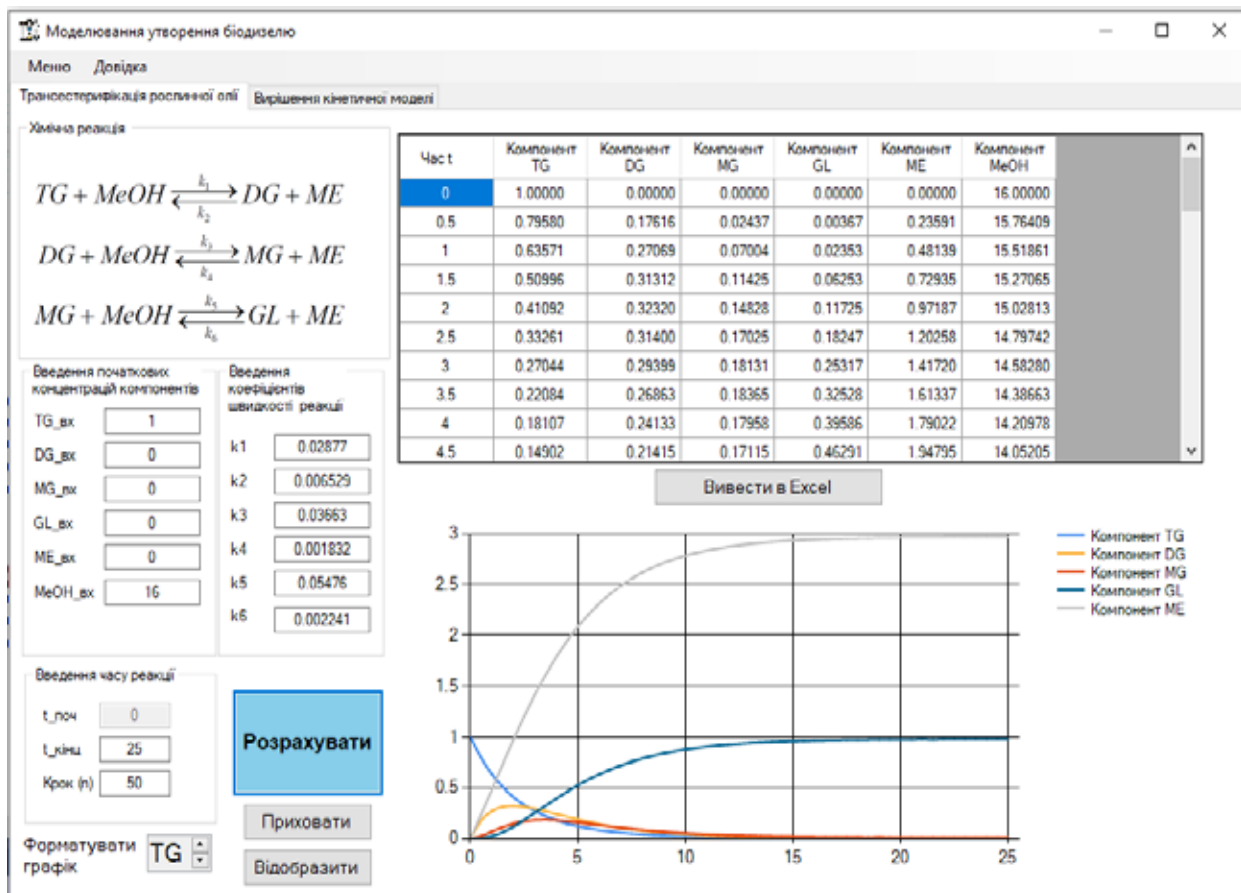 Моделювання утворення біодизелю
Меню Довідка
Трансестерифікація рослинної олії Вирішення кінетичної моделі
Хімічна реакція
TG + MeOH k₁ k₂ DG + ME
DG + MeOH k₃ k₄ MG + ME
MG + MeOH k₅ k₆ GL + ME
Час t Компонент TG Компонент DG Компонент MG Компонент GL Компонент ME Компонент MeOH
0 1.00000 0.00000 0.00000 0.00000 0.00000 16.00000
0.5 0.79580 0.17616 0.02437 0.00367 0.23591 15.76409
1 0.63571 0.27069 0.07004 0.02353 0.48139 15.51861
1.5 0.50996 0.31312 0.11425 0.06253 0.72935 15.27065
2 0.41092 0.32320 0.14828 0.11725 0.97187 15.02813
2.5 0.33261 0.31400 0.17025 0.18247 1.20258 14.79742
3 0.27044 0.29399 0.18131 0.25317 1.41720 14.58280
3.5 0.22084 0.26863 0.18365 0.32528 1.61337 14.38663
4 0.18107 0.24133 0.17958 0.39586 1.79022 14.20978
4.5 0.14902 0.21415 0.17115 0.46291 1.94795 14.05205
Введення початкових
концентрацій компонентів
TG_вх 1
DG_вх 0
MG_вх 0
GL_вх 0
ME_вх 0
MeOH_вх 16
Введення
коефіцієнтів
швидкості реакції
k1 0.02877
k2 0.006529
k3 0.03663
k4 0.001832
k5 0.05476
k6 0.002241
Вивести в Excel
Введення часу реакції
t_поч 0
t_кінц 25
Крок (n) 50
Розрахувати
Приховати
Відобразити
Форматувати
графік
TG
3
2.5
2
1.5
1
0.5
0
0 5 10 15 20 25
Компонент TG
Компонент DG
Компонент MG
Компонент GL
Компонент ME